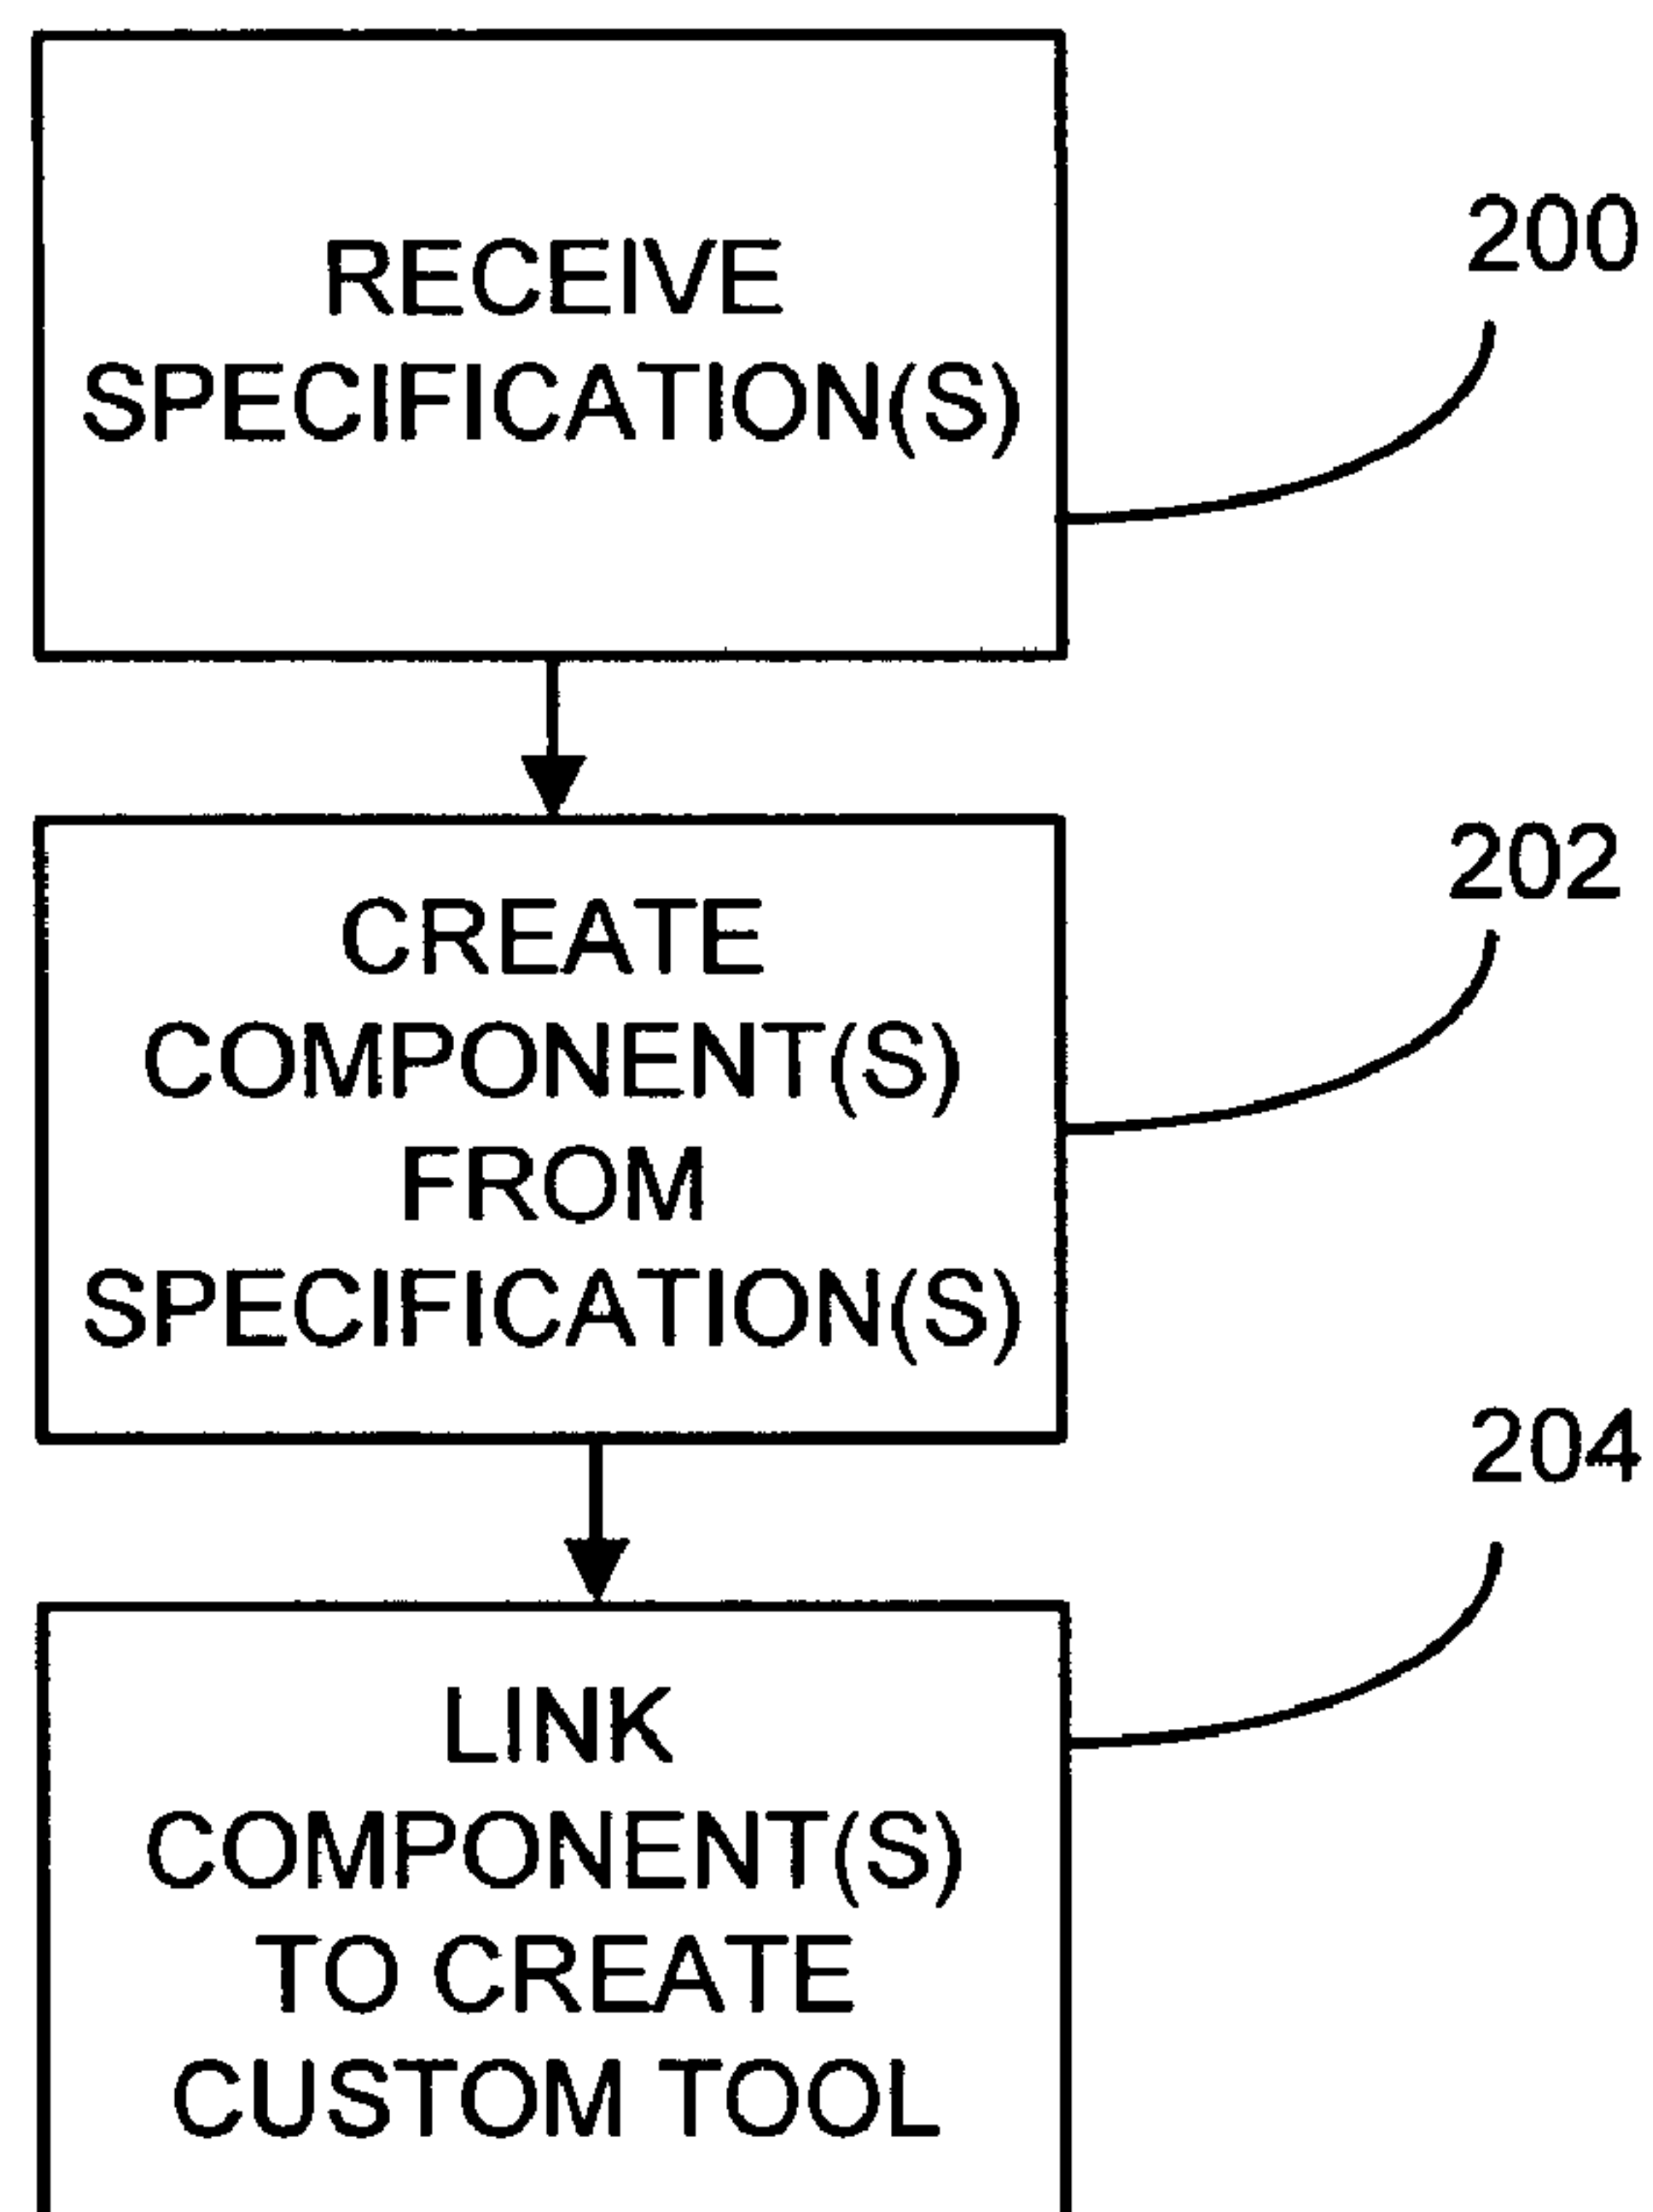 RECEIVE
SPECIFICATION(S)
200
CREATE
COMPONENT(S)
FROM
SPECIFICATION(S)
202
LINK
COMPONENT(S)
TO CREATE
CUSTOM TOOL
204